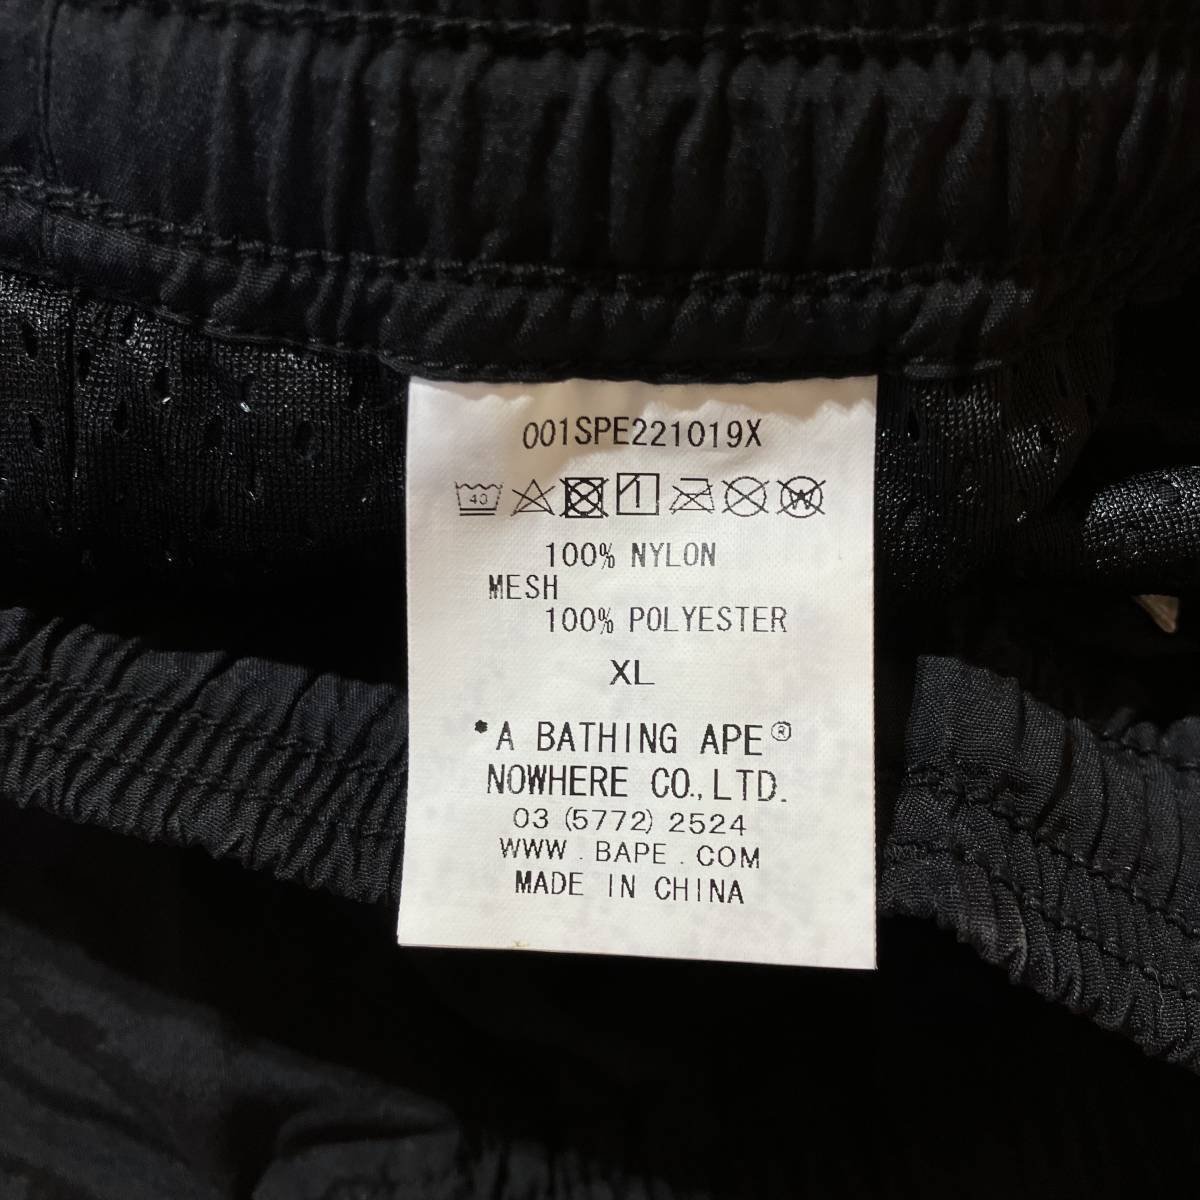 001SPE221019X
40 W
100% NYLON
MESH
100% POLYESTER
XL
*A BATHING APE®
NOWHERE CO., LTD.
03 (5772) 2524
WWW . BAPE . COM
MADE IN CHINA